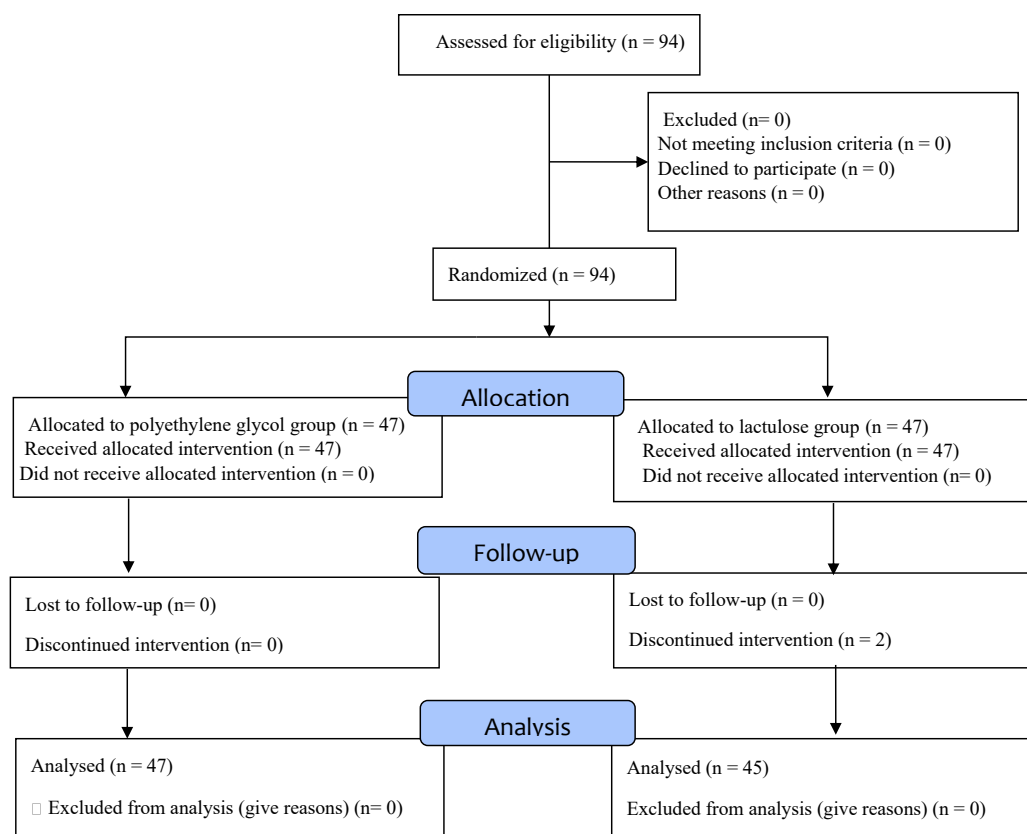 Assessed for eligibility (n = 94)
Excluded (n= 0)
Not meeting inclusion criteria (n = 0)
Declined to participate (n = 0)
Other reasons (n = 0)
Randomized (n = 94)
Allocation
Allocated to polyethylene glycol group (n = 47)
Received allocated intervention (n = 47)
Did not receive allocated intervention (n = 0)
Allocated to lactulose group (n = 47)
Received allocated intervention (n = 47)
Did not receive allocated intervention (n= 0)
Follow-up
Lost to follow-up (n= 0)
Discontinued intervention (n= 0)
Lost to follow-up (n = 0)
Discontinued intervention (n = 2)
Analysis
Analysed (n = 47)
Excluded from analysis (give reasons) (n= 0)
Analysed (n = 45)
Excluded from analysis (give reasons) (n = 0)